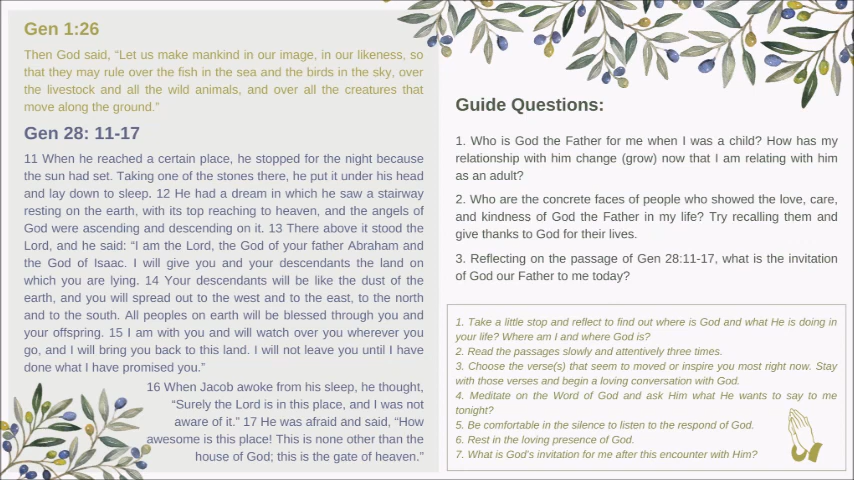 Gen 1:26
Then God said, “Let us make mankind in our image, in our likeness, so
that they may rule over the fish in the sea and the birds in the sky, over
the livestock and all the wild animals, and over all the creatures that
move along the ground.”
Gen 28: 11-17
11 When he reached a certain place, he stopped for the night because
the sun had set. Taking one of the stones there, he put it under his head
and lay down to sleep. 12 He had a dream in which he saw a stairway
resting on the earth, with its top reaching to heaven, and the angels of
God were ascending and descending on it. 13 There above it stood the
Lord, and he said: “I am the Lord, the God of your father Abraham and
the God of Isaac. I will give you and your descendants the land on
which you are lying. 14 Your descendants will be like the dust of the
earth, and you will spread out to the west and to the east, to the north
and to the south. All peoples on earth will be blessed through you and
your offspring. 15 I am with you and will watch over you wherever you
go, and I will bring you back to this land. I will not leave you until I have
done what I have promised you.”
16 When Jacob awoke from his sleep, he thought,
“Surely the Lord is in this place, and I was not
aware of it.” 17 He was afraid and said, “How
awesome is this place! This is none other than the
house of God; this is the gate of heaven.”
Guide Questions:
1. Who is God the Father for me when I was a child? How has my
relationship with him change (grow) now that I am relating with him
as an adult?
2. Who are the concrete faces of people who showed the love, care,
and kindness of God the Father in my life? Try recalling them and
give thanks to God for their lives.
3. Reflecting on the passage of Gen 28:11-17, what is the invitation
of God our Father to me today?
1. Take a little stop and reflect to find out where is God and what He is doing in
your life? Where am I and where God is?
2. Read the passages slowly and attentively three times.
3. Choose the verse(s) that seem to moved or inspire you most right now. Stay
with those verses and begin a loving conversation with God.
4. Meditate on the Word of God and ask Him what He wants to say to me
tonight?
5. Be comfortable in the silence to listen to the respond of God.
6. Rest in the loving presence of God.
7. What is God's invitation for me after this encounter with Him?